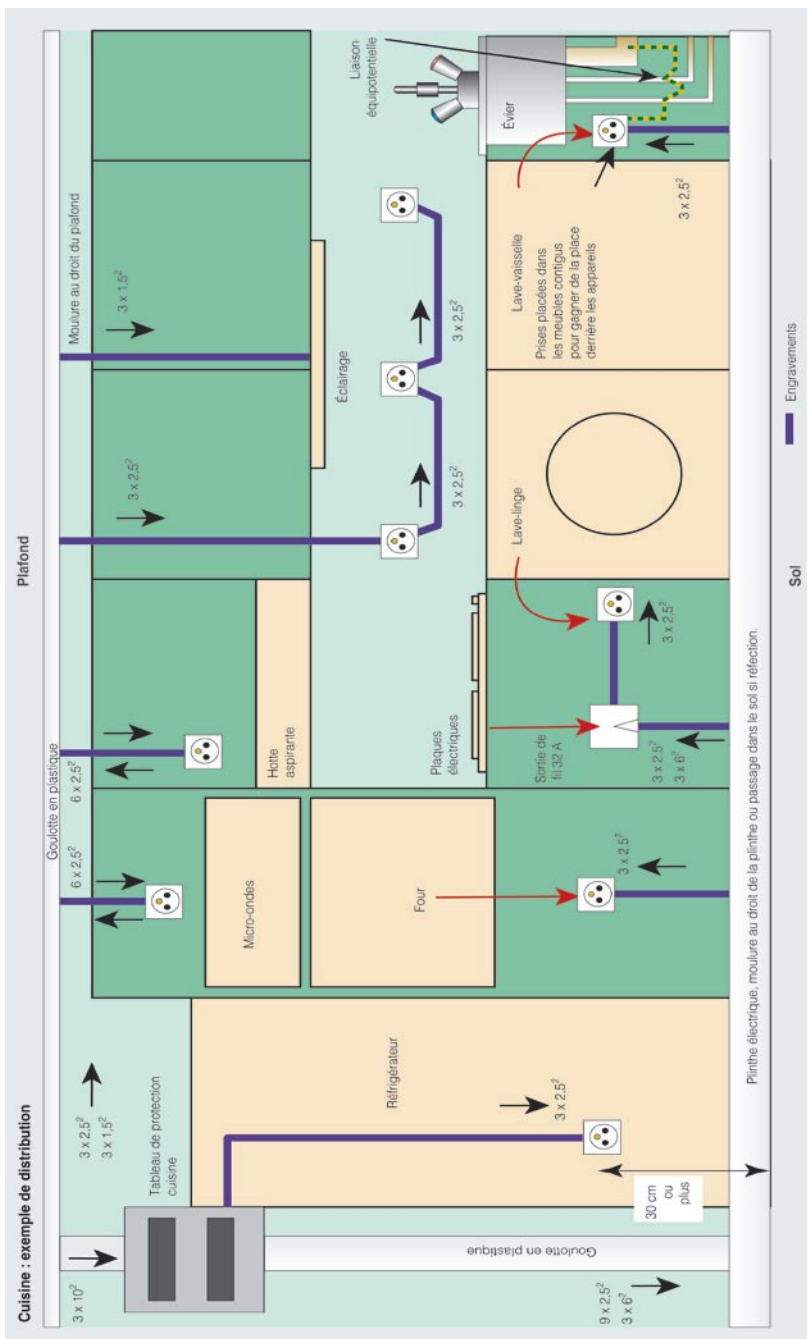 Cuisine : exemple de distribution
Plafond
3 x 10²
3 x 2,5²
3 x 1,5²
Tableau de protection
cuisine
Goulotte en plastique
6 x 2,5²
6 x 2,5²
3 x 2,5²
Moulure au droit du plafond
3 x 1,5²
Liaison
équipotentielle
Micro-ondes
Four
Hotte
aspirante
Éclairage
3 x 2,5²
3 x 2,5²
Évier
Réfrigérateur
3 x 2,5²
3 x 2,5²
Plaques
électriques
Sortie de
fil 32 A
3 x 2.5²
3 x 6²
Lave-linge
3 x 2,5²
Lave-vaisselle
Prises placées dans
les meubles contigus
pour gagner de la place
derrière les appareils
3 x 2,5²
30 cm
ou
plus
Goulotte en plastique
9 x 2.5²
3 x 6²
Plinthe électrique, moulure au droit de la plinthe ou passage dans le sol si réfection.
Sol
Engravements